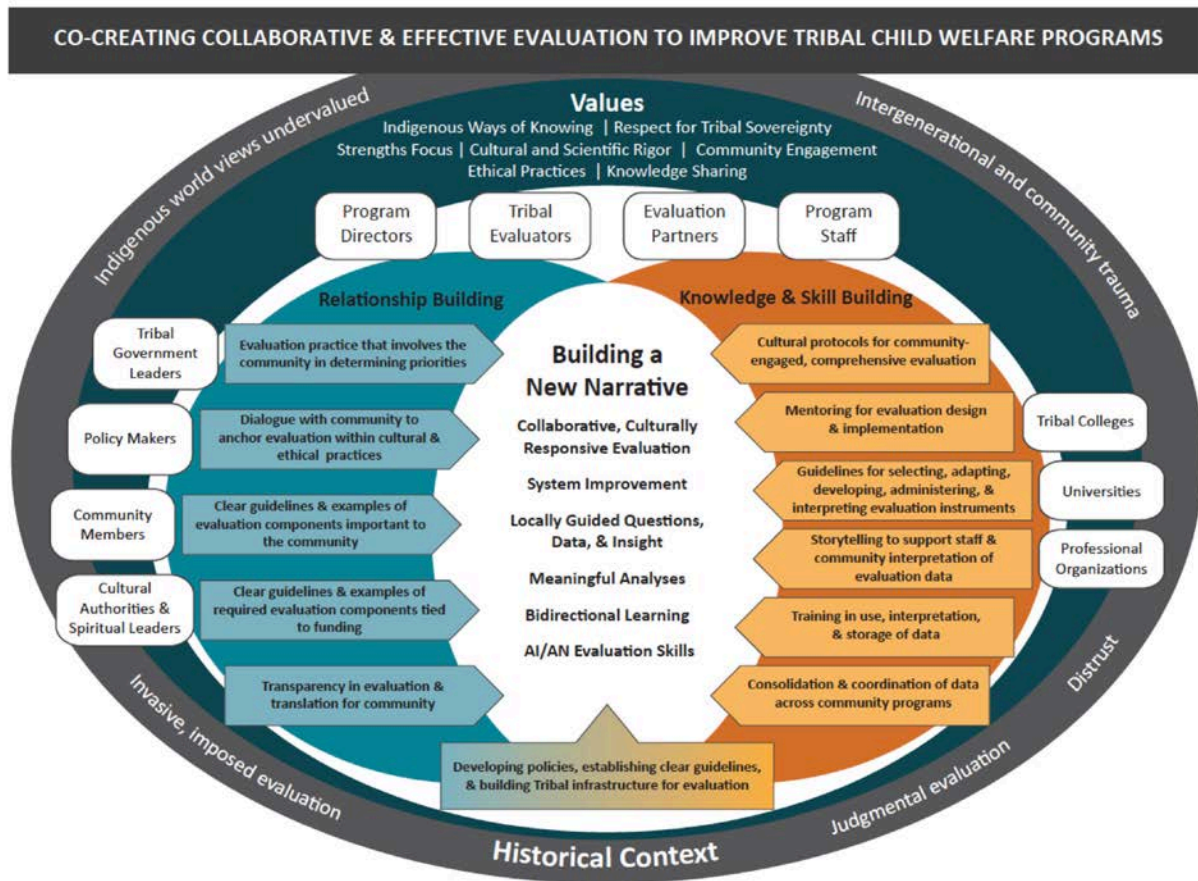 CO-CREATING COLLABORATIVE & EFFECTIVE EVALUATION TO IMPROVE TRIBAL CHILD WELFARE PROGRAMS
Indigenous world views undervalued
Intergenerational and community trauma
Values
Indigenous Ways of Knowing | Respect for Tribal Sovereignty
Strengths Focus | Cultural and Scientific Rigor | Community Engagement
Ethical Practices | Knowledge Sharing
Program
Directors
Tribal
Evaluators
Evaluation
Partners
Program
Staff
Relationship Building
Knowledge & Skill Building
Tribal
Government
Leaders
Policy Makers
Community
Members
Cultural
Authorities &
Spiritual Leaders
Evaluation practice that involves the
community in determining priorities
Dialogue with community to
anchor evaluation within cultural &
ethical practices
Clear guidelines & examples of
evaluation components important to
the community
Clear guidelines & examples of
required evaluation components tied
to funding
Transparency in evaluation &
translation for community
Building a
New Narrative
Collaborative, Culturally
Responsive Evaluation
System Improvement
Locally Guided Questions,
Data, & Insight
Meaningful Analyses
Bidirectional Learning
AI/AN Evaluation Skills
Cultural protocols for community-
engaged, comprehensive evaluation
Mentoring for evaluation design
& implementation
Guidelines for selecting, adapting,
developing, administering, &
interpreting evaluation instruments
Storytelling to support staff &
community interpretation of
evaluation data
Training in use, interpretation,
& storage of data
Consolidation & coordination of data
across community programs
Tribal Colleges
Universities
Professional
Organizations
Developing policies, establishing clear guidelines,
& building Tribal infrastructure for evaluation
Invasive, imposed evaluation
Historical Context
Judgmental evaluation
Distrust